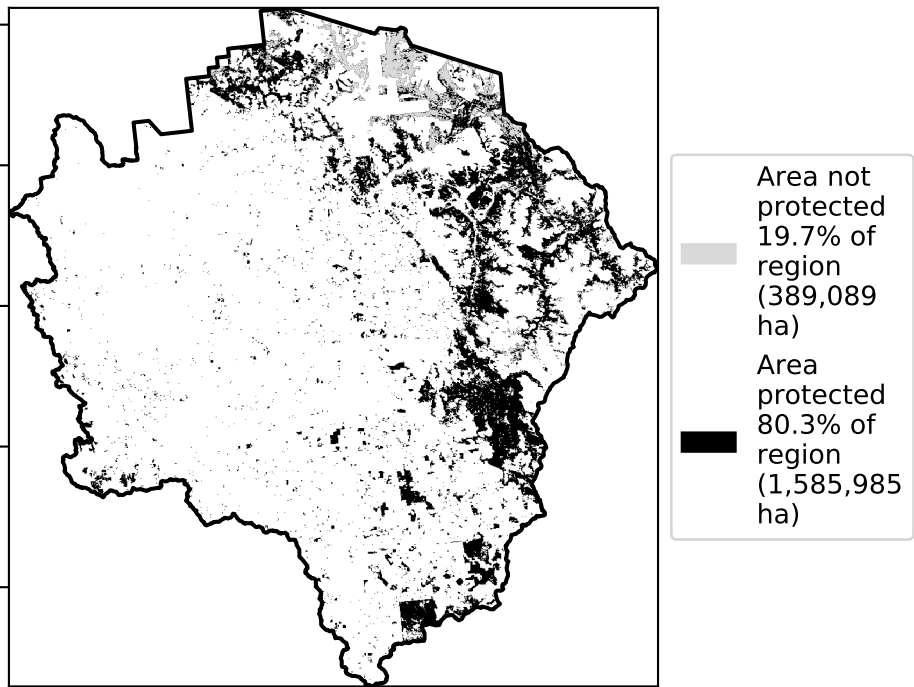 Area not
protected
19.7% of
region
(389,089
ha)
Area
protected
80.3% of
region
(1,585,985
ha)